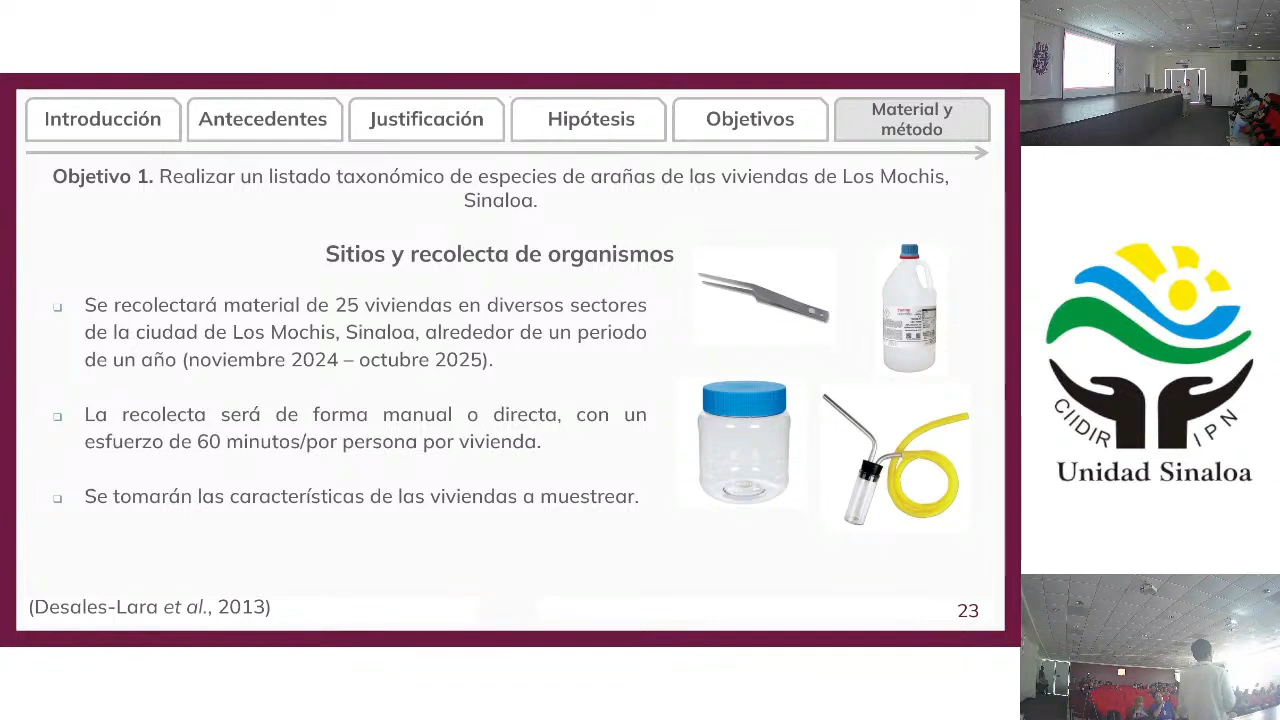 Introducción
Antecedentes
Justificación
Hipótesis
Objetivos
Material y
método
Objetivo 1. Realizar un listado taxonómico de especies de arañas de las viviendas de Los Mochis,
Sinaloa.
Sitios y recolecta de organismos
Se recolectará material de 25 viviendas en diversos sectores
de la ciudad de Los Mochis, Sinaloa, alrededor de un periodo
de un año (noviembre 2024 – octubre 2025).
La recolecta será de forma manual o directa, con un
esfuerzo de 60 minutos/por persona por vivienda.
Se tomarán las características de las viviendas a muestrear.
(Desales-Lara et al., 2013)
23
CIIDIR IPN
Unidad Sinaloa